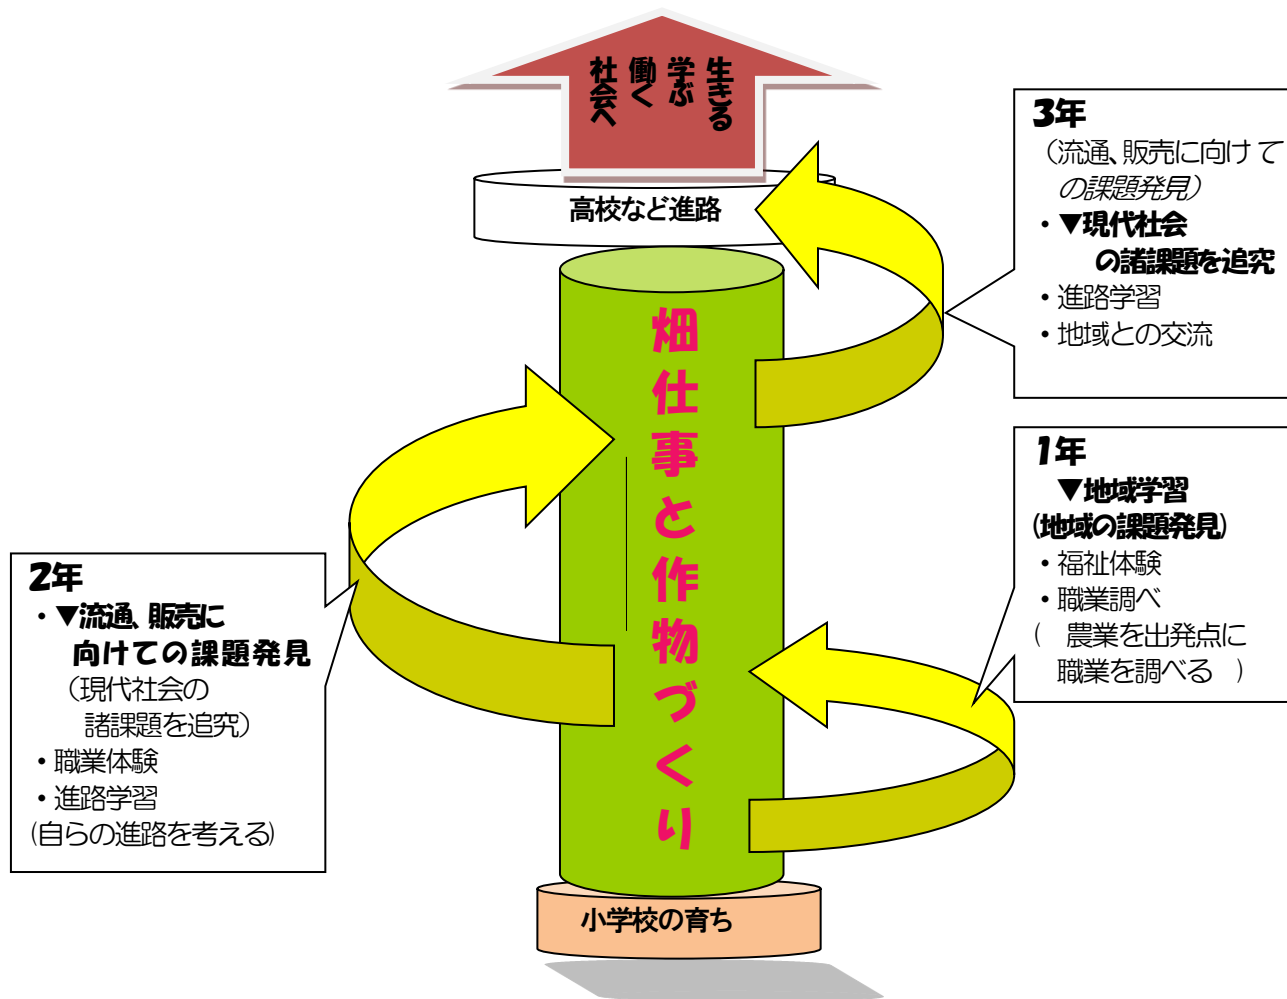 生きる
学ぶ
働く
社会へ
高校など進路
3年
（流通、販売に向けて
の課題発見）
・▼現代社会
の諸課題を追究
・進路学習
・地域との交流
畑仕事と作物づくり
1年
▼地域学習
(地域の課題発見)
・福祉体験
・職業調べ
(　農業を出発点に
職業を調べる　)
2年
・▼流通、販売に
向けての課題発見
（現代社会の
諸課題を追究）
・職業体験
・進路学習
(自らの進路を考える)
小学校の育ち